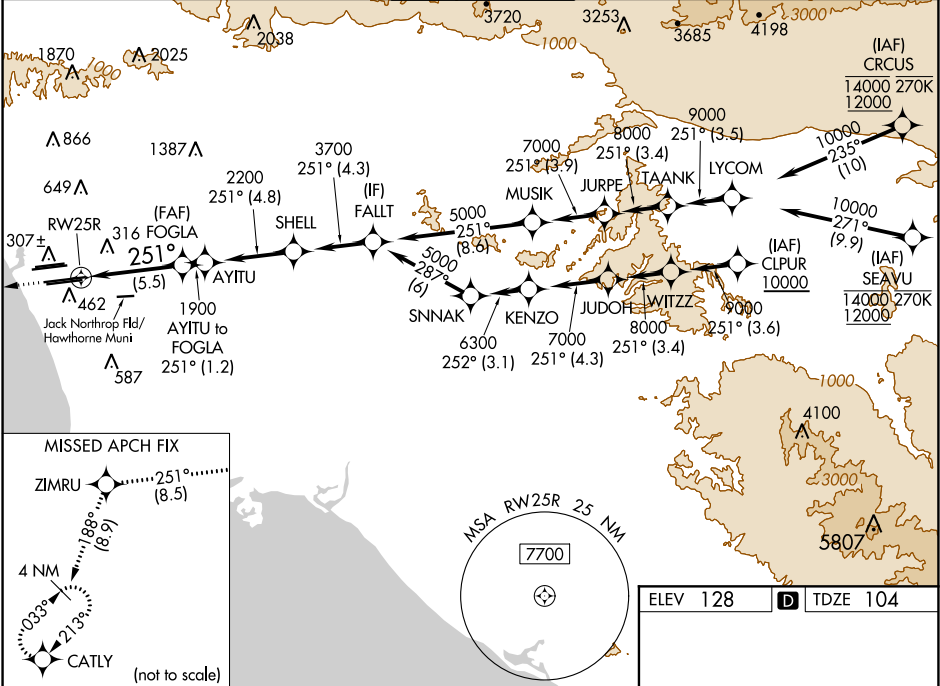 3720
3253
3000
3685
4198
2038
1870
1000
2025
1000
(IAF)
CRCUS
14000 270K
12000
866
1387
649
9000
251° (3.5)
8000
251° (3.4)
7000
251° (3.9)
10000
235°
(10)
3700
251° (4.3)
2200
251° (4.8)
(IF)
FALLT
MUSIK
JURPE
TAANK
LYCOM
RW25R
(FAF)
FOGLA
SHELL
5000
251°
(8.6)
10000
271°
(9.9)
307 ±
316
251°
(5.5)
AYITU
5000
287°
(6)
(IAF)
CLPUR
10000
(IAF)
SEAVU
14000 270K
12000
462
Jack Northrop Fld/
Hawthorne Muni
1900
AYITU to
FOGLA
251° (1.2)
SNNAK
KENZO
JUDOH
WITZZ
6300
252° (3.1)
7000
251° (4.3)
8000
251° (3.4)
9000
251° (3.6)
587
1000
4100
3000
5807
MISSED APCH FIX
ZIMRU
251°
(8.5)
188°
(8.9)
4 NM
033°
213°
CATLY
(not to scale)
MSA RW25R 25 NM
7700
ELEV 128
D
TDZE 104